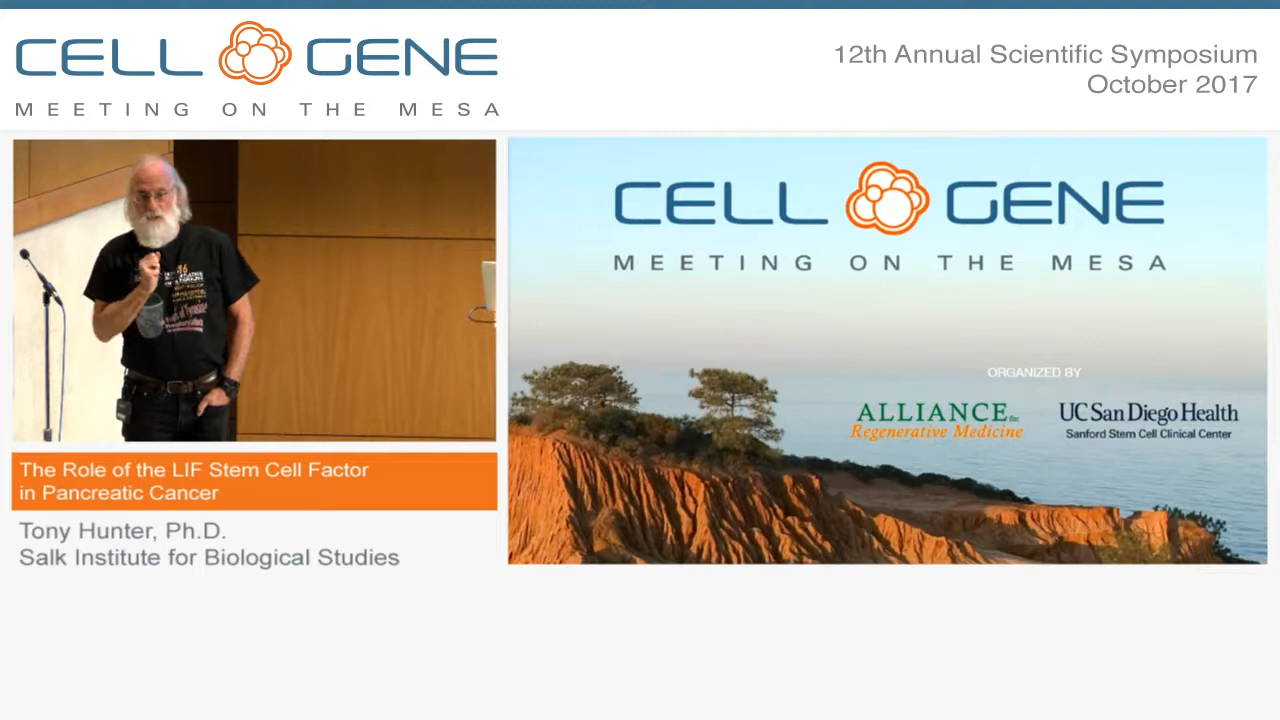 CELL GENE
MEETING ON THE MESA
12th Annual Scientific Symposium
October 2017
The Role of the LIF Stem Cell Factor
in Pancreatic Cancer
Tony Hunter, Ph.D.
Salk Institute for Biological Studies
CELL GENE
MEETING ON THE MESA
ORGANIZED BY
ALLIANCE for
Regenerative Medicine
UC San Diego Health
Sanford Stem Cell Clinical Center